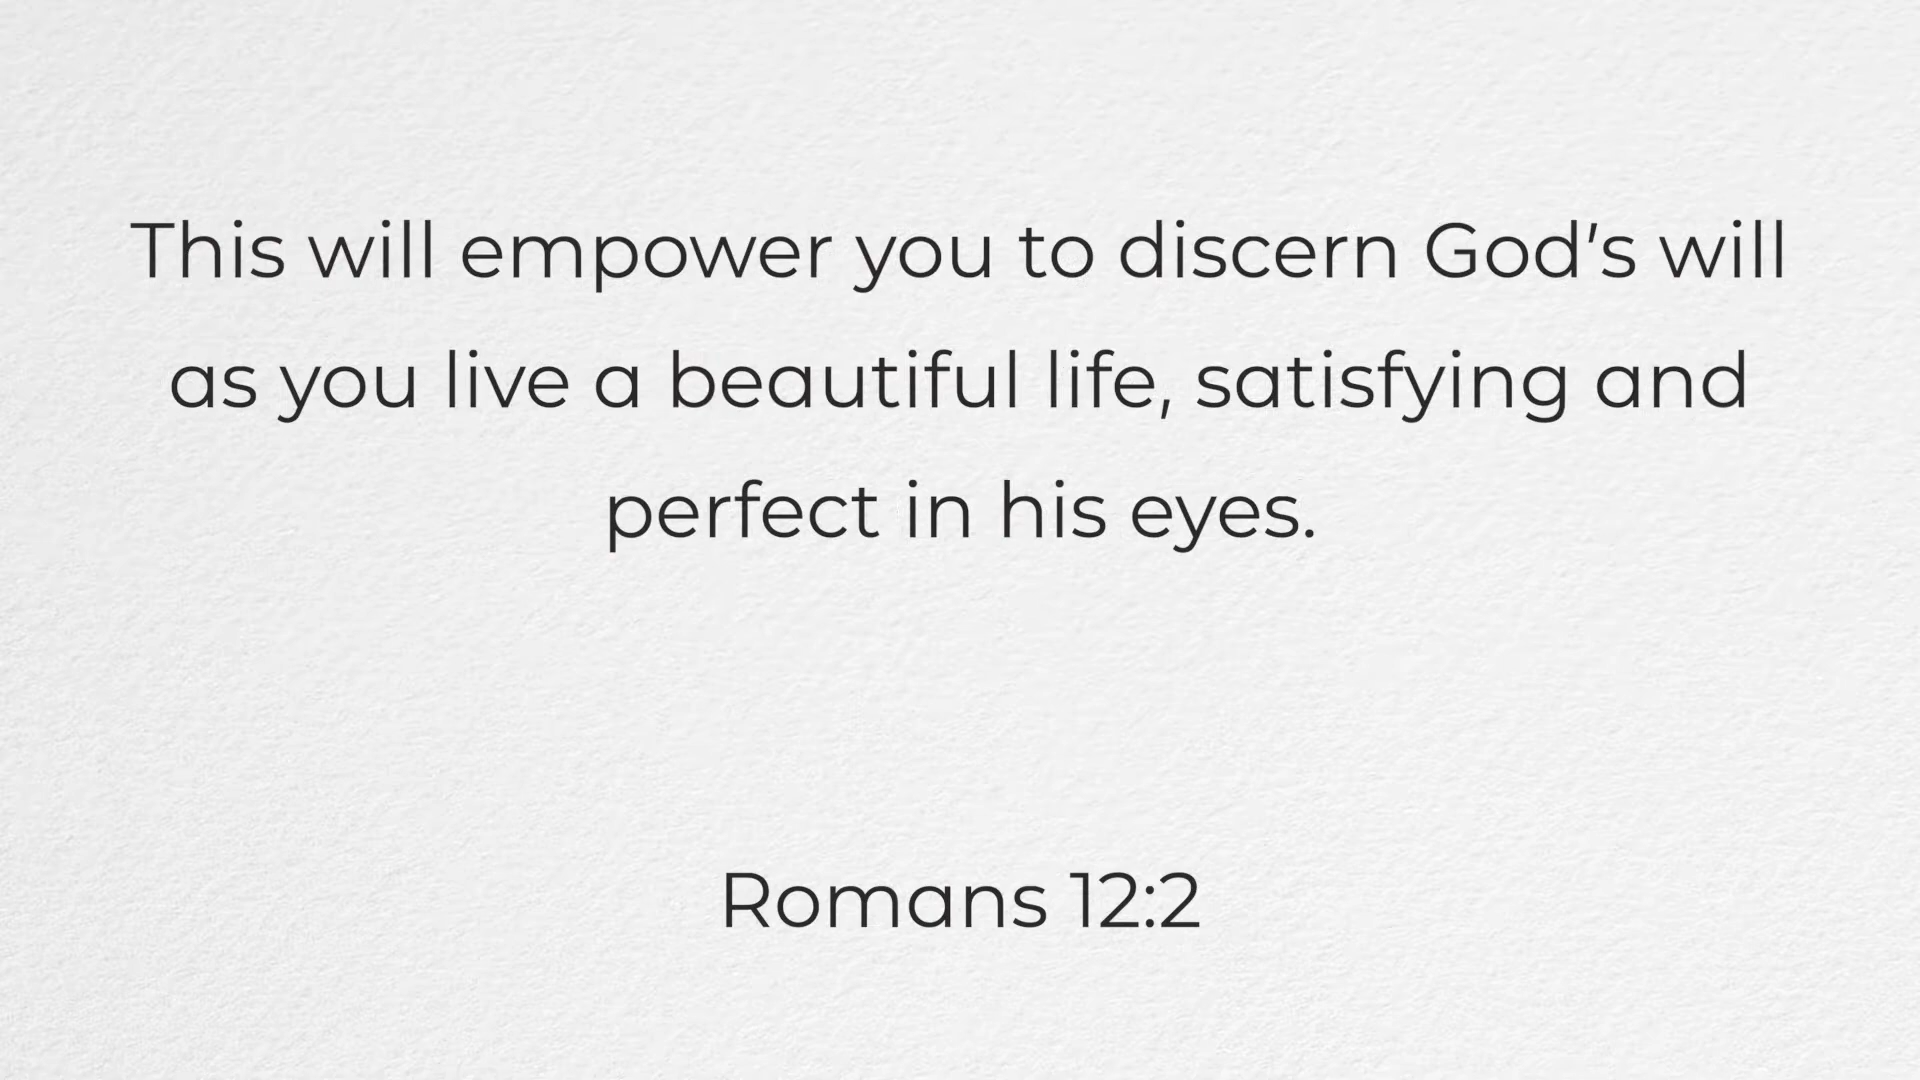 This will empower you to discern God's will
as you live a beautiful life, satisfying and
perfect in his eyes.
Romans 12:2